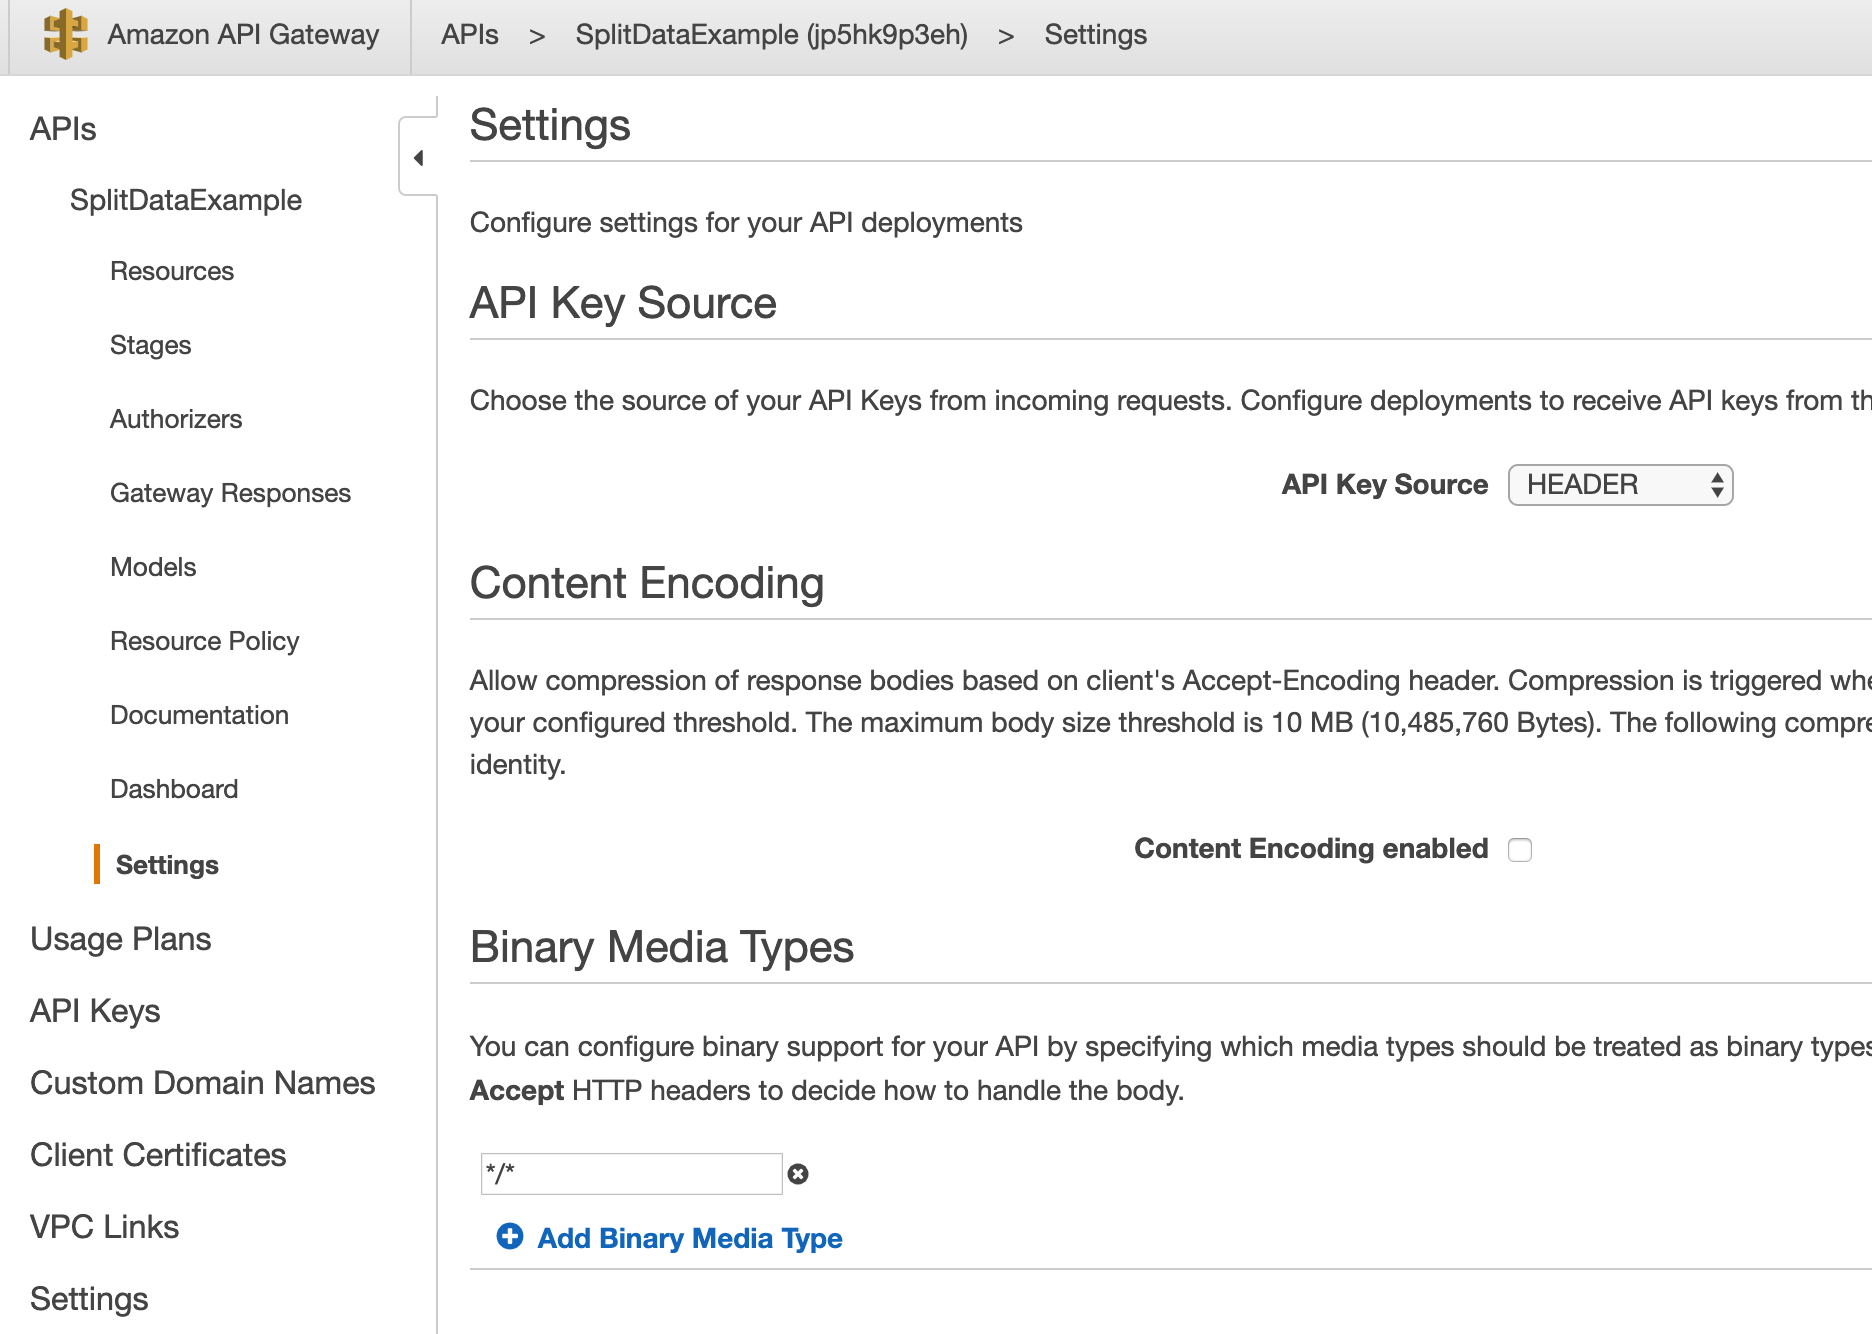 Amazon API Gateway
APIs > SplitDataExample (jp5hk9p3eh) > Settings
APIs
SplitDataExample
Resources
Stages
Authorizers
Gateway Responses
Models
Resource Policy
Documentation
Dashboard
Settings
Usage Plans
API Keys
Custom Domain Names
Client Certificates
VPC Links
Settings
Settings
Configure settings for your API deployments
API Key Source
Choose the source of your API Keys from incoming requests. Configure deployments to receive API keys from th
API Key Source HEADER
Content Encoding
Allow compression of response bodies based on client's Accept-Encoding header. Compression is triggered whe
your configured threshold. The maximum body size threshold is 10 MB (10,485,760 Bytes). The following compre
identity.
Content Encoding enabled
Binary Media Types
You can configure binary support for your API by specifying which media types should be treated as binary types
Accept HTTP headers to decide how to handle the body.
*/*
Add Binary Media Type